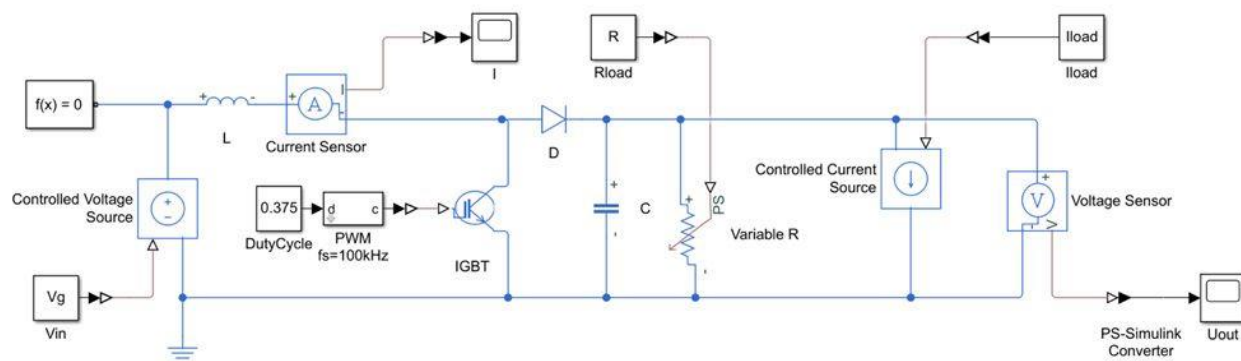 R
Rload
Iload
Iload
I
f(x) = 0
+
-
L
+
A
I
-
Current Sensor
D
Controlled Voltage
Source
+
-
0.375
DutyCycle
d
c
PWM
fs=100kHz
IGBT
+
-
C
+
PS
-
Variable R
Controlled Current
Source
+
V
-
V
Voltage Sensor
Vg
Vin
PS-Simulink
Converter
Uout